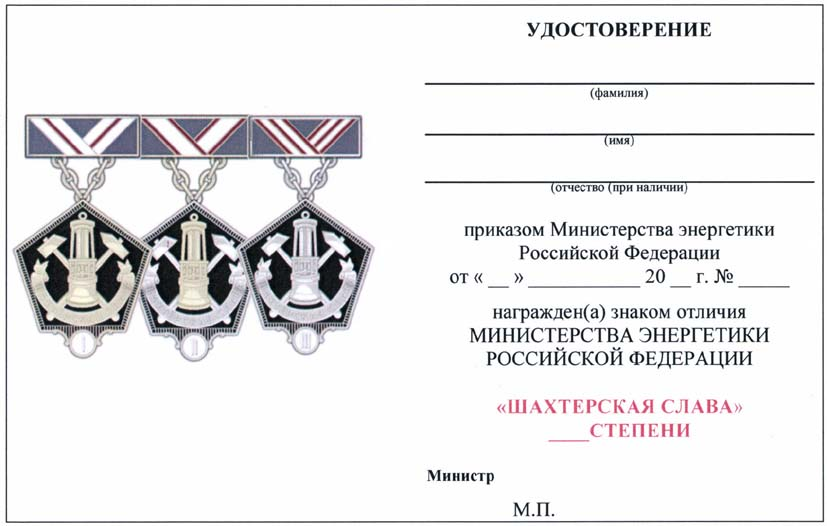 УДОСТОВЕРЕНИЕ
(фамилия)
(имя)
(отчество (при наличии)
приказом Министерства энергетики
Российской Федерации
от « __ » ____________ 20 __ г. № _____
награжден(а) знаком отличия
МИНИСТЕРСТВА ЭНЕРГЕТИКИ
РОССИЙСКОЙ ФЕДЕРАЦИИ
«ШАХТЕРСКАЯ СЛАВА»
____СТЕПЕНИ
Министр
М.П.
I II III